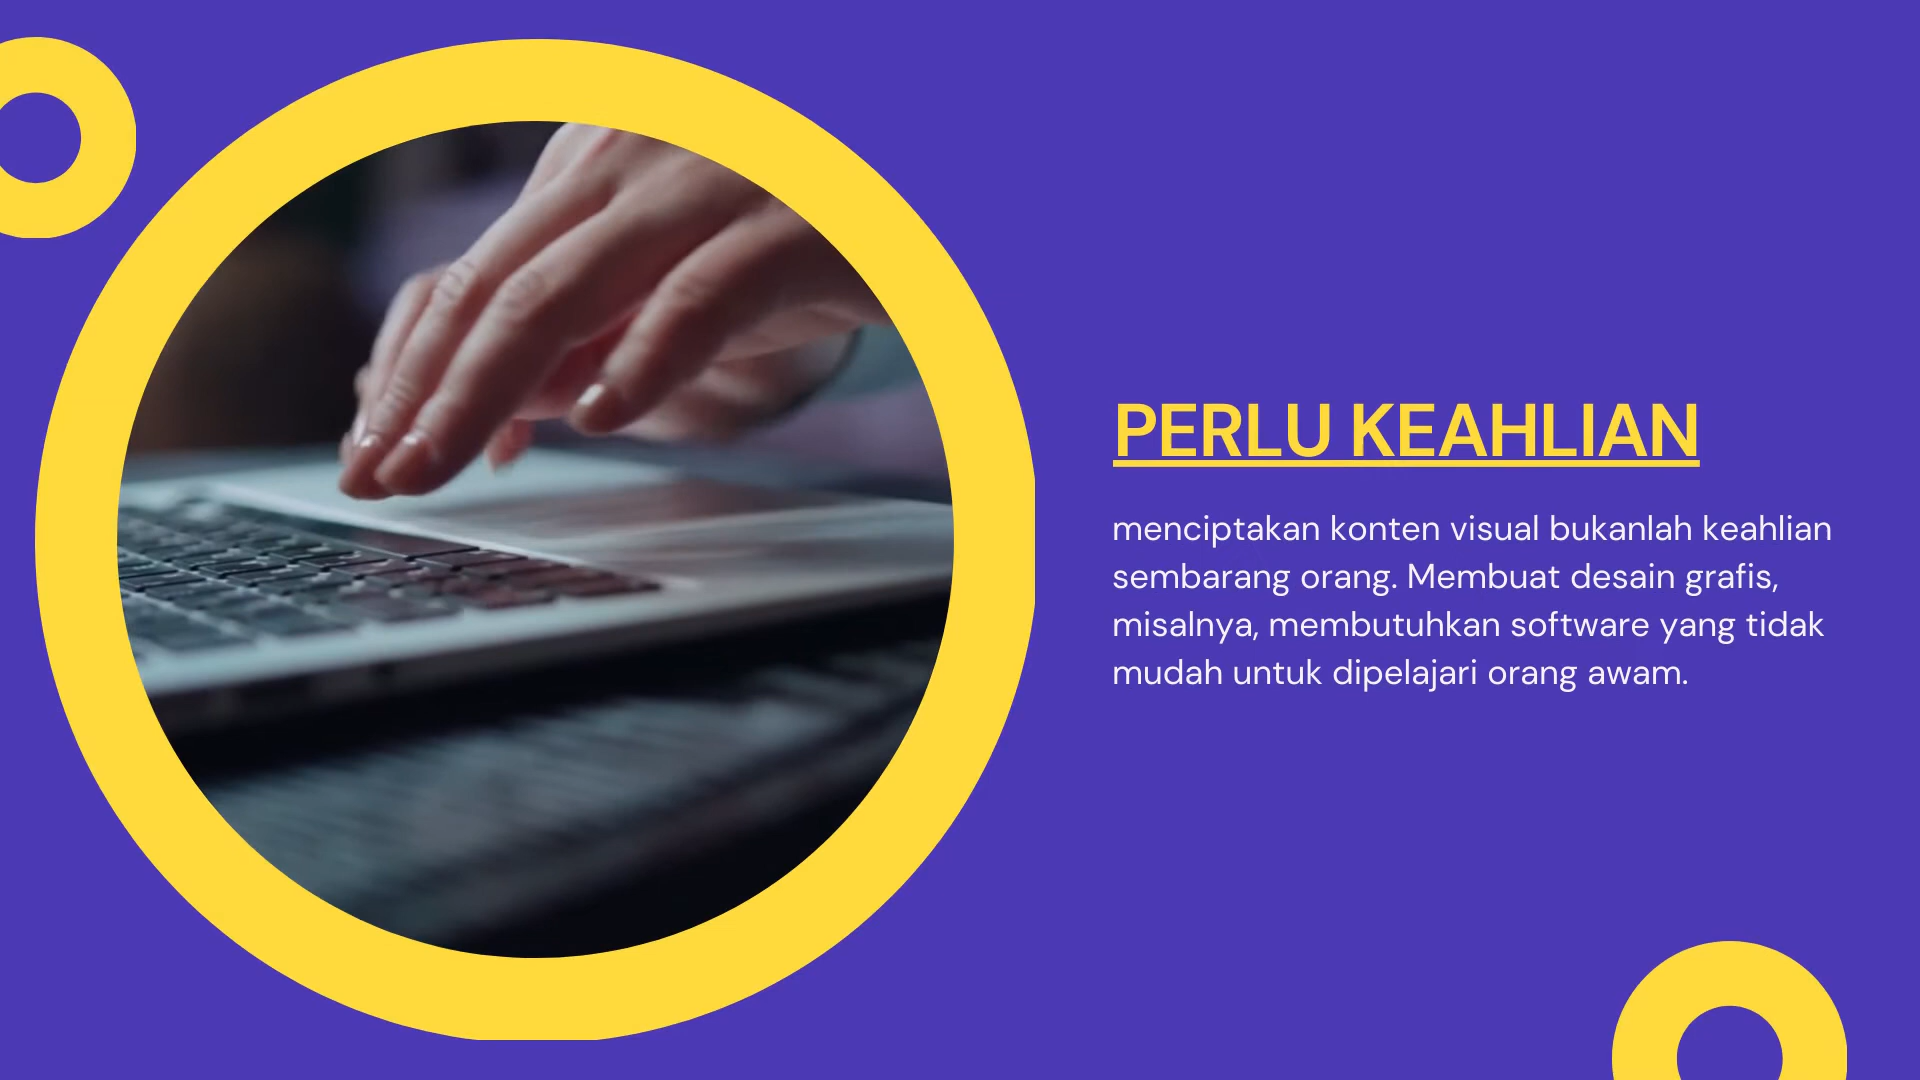 PERLU KEAHLIAN
menciptakan konten visual bukanlah keahlian
sembarang orang. Membuat desain grafis,
misalnya, membutuhkan software yang tidak
mudah untuk dipelajari orang awam.